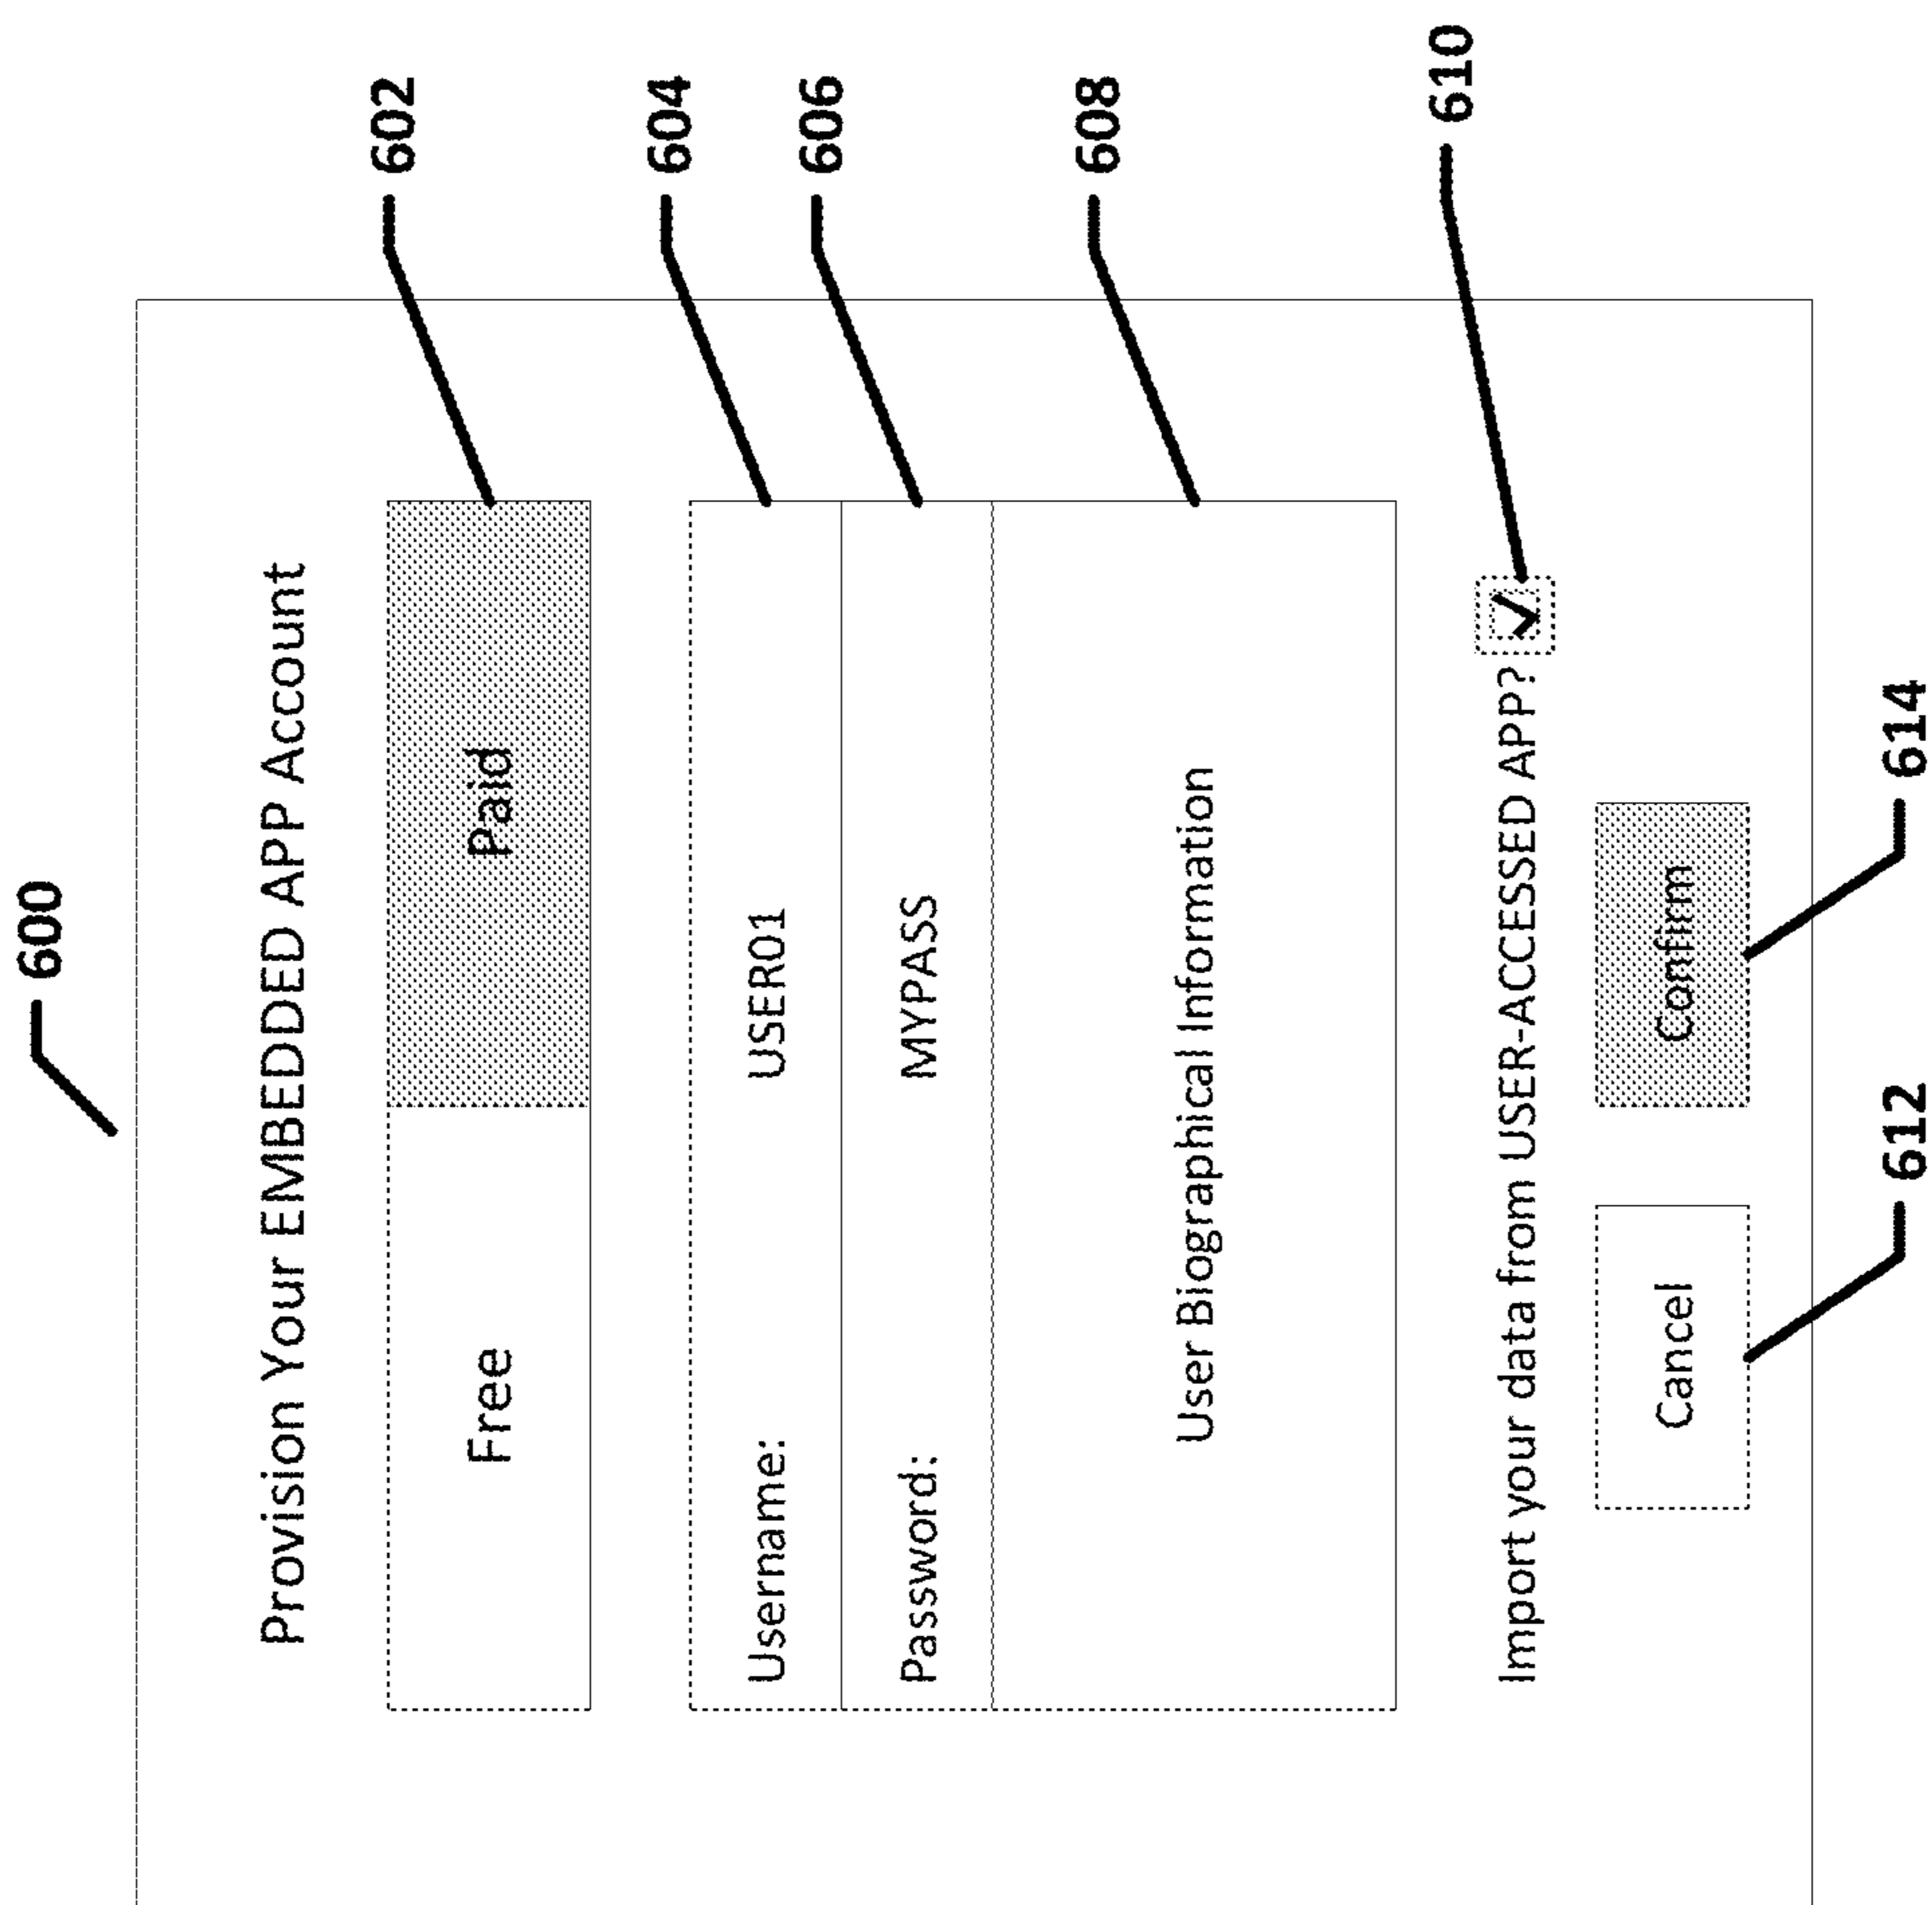 600
Provision Your EMBEDDED APP Account
Free Paid
602
Username: USER01
604
Password: MYPASS
606
User Biographical Information
608
Import your data from USER-ACCESSED APP?
610
Cancel Confirm
612 614